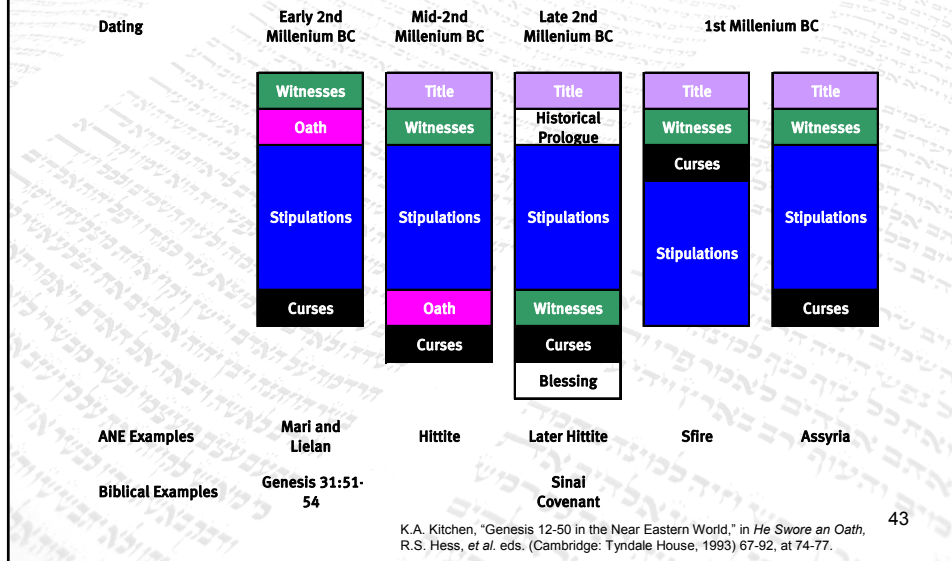 Dating
Early 2nd
Millenium BC
Mid-2nd
Millenium BC
Late 2nd
Millenium BC
1st Millenium BC
Witnesses
Oath
Stipulations
Curses
Title
Witnesses
Stipulations
Oath
Curses
Title
Historical
Prologue
Stipulations
Witnesses
Curses
Blessing
Title
Witnesses
Curses
Stipulations
Title
Witnesses
Stipulations
Curses
ANE Examples
Mari and
Lielan
Hittite
Later Hittite
Sfire
Assyria
Biblical Examples
Genesis 31:51-
54
Sinai
Covenant
K.A. Kitchen, “Genesis 12-50 in the Near Eastern World,” in He Swore an Oath,
R.S. Hess, et al. eds. (Cambridge: Tyndale House, 1993) 67-92, at 74-77.
43